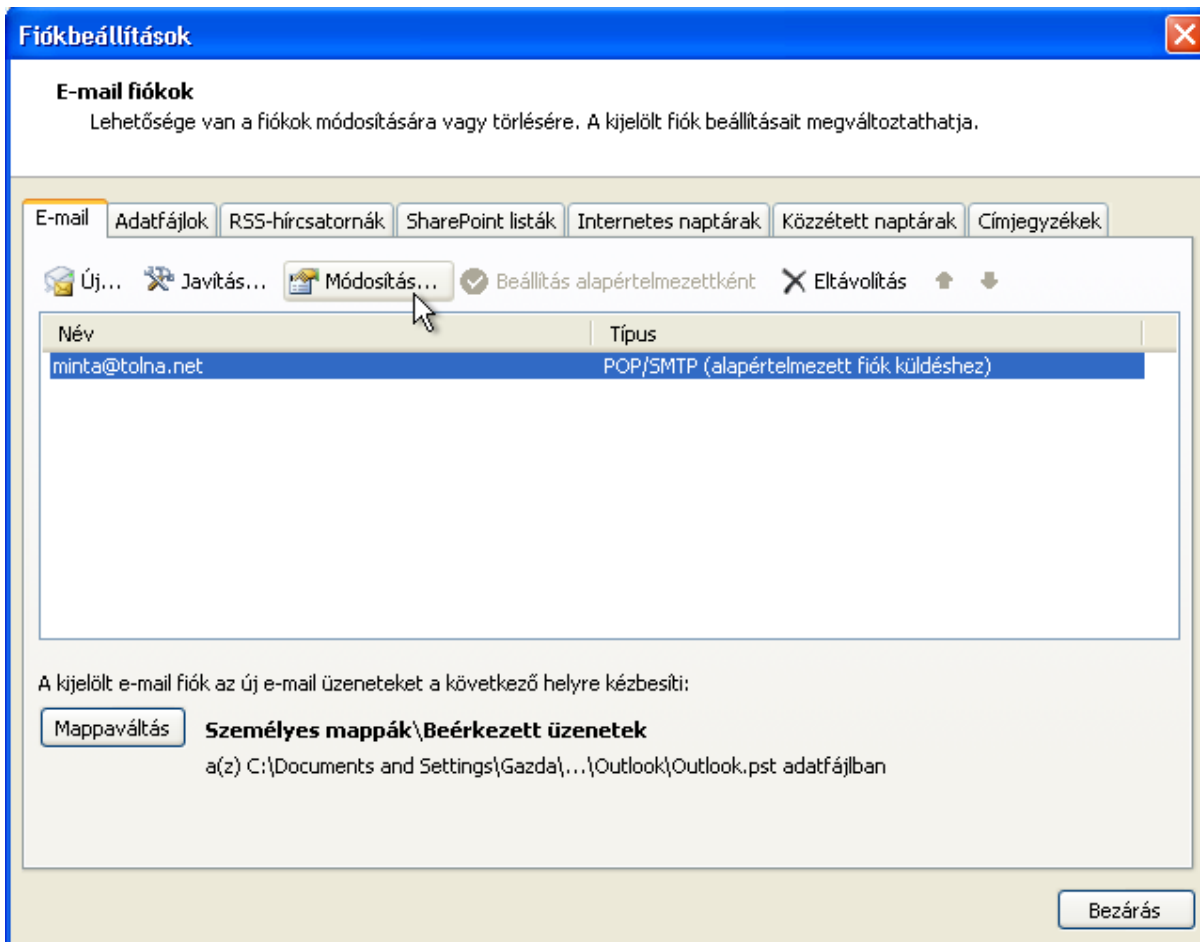 Fiókbeállítások
E-mail fiókok
Lehetősége van a fiókok módosítására vagy törlésére. A kijelölt fiók beállításait megváltoztathatja.
E-mail Adatfájlok RSS-hírcsatornák SharePoint listák Internetes naptárak Közzétett naptárak Címjegyzékek
Új... Javítás... Módosítás... Beállítás alapértelmezettként Eltávolítás
Név Típus
minta@tolna.net POP/SMTP (alapértelmezett fiók küldéshez)
A kijelölt e-mail fiók az új e-mail üzeneteket a következő helyre kézbesíti:
Mappaváltás Személyes mappák\Beérkezett üzenetek
a(z) C:\Documents and Settings\Gazda\...\Outlook\Outlook.pst adatfájlban
Bezárás